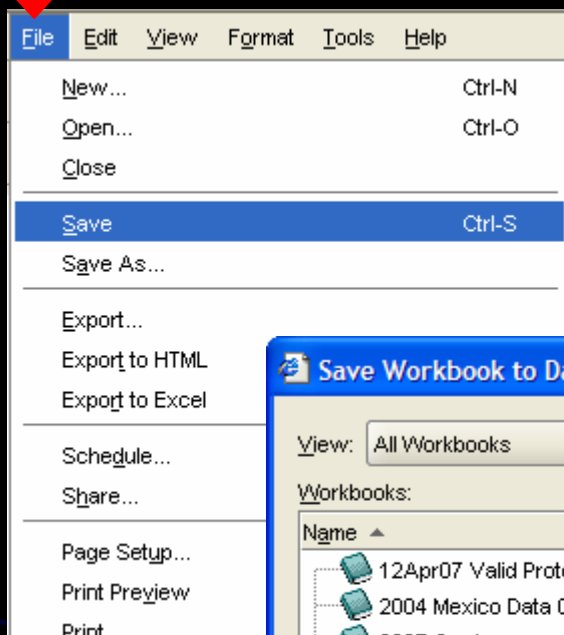 File Edit View Format Tools Help
New... Ctrl-N
Open... Ctrl-O
Close
Save Ctrl-S
Save As...
Export...
Export to HTML
Export to Excel
Schedule...
Share...
Page Setup...
Print Preview
Print
Save Workbook to Da
View: All Workbooks
Workbooks:
Name
12Apr07 Valid Prot
2004 Mexico Data